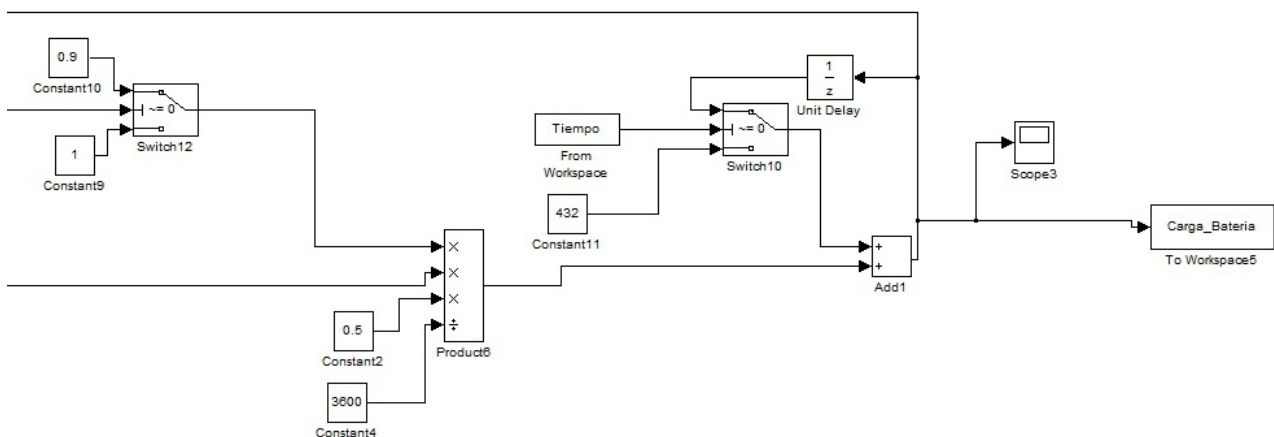 0.9
Constant10
~= 0
Switch12
1
Constant9
1
z
Unit Delay
Tiempo
From
Workspace
~= 0
Switch10
432
Constant11
Scope3
Carga_Bateria
To Workspace5
×
×
×
÷
Product6
+
+
Add1
0.5
Constant2
3600
Constant4